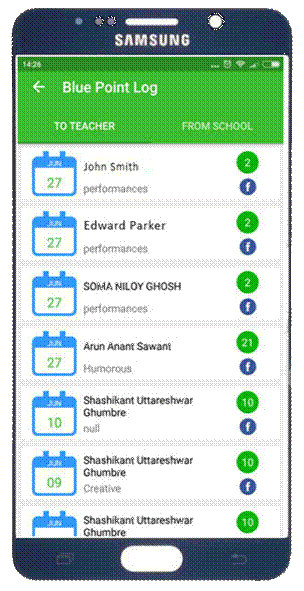 SAMSUNG
14:26
Blue Point Log
TO TEACHER
FROM SCHOOL
JUN
27
John Smith
performances
2
f
JUN
27
Edward Parker
performances
2
f
JUN
27
SOMA NILOY GHOSH
performances
2
f
JUN
27
Arun Anant Sawant
Humorous
21
f
JUN
10
Shashikant Uttareshwar
Ghumbre
null
10
f
JUN
09
Shashikant Uttareshwar
Ghumbre
Creative
10
f
JUN
Shashikant Uttareshwar
Ghumbre
10